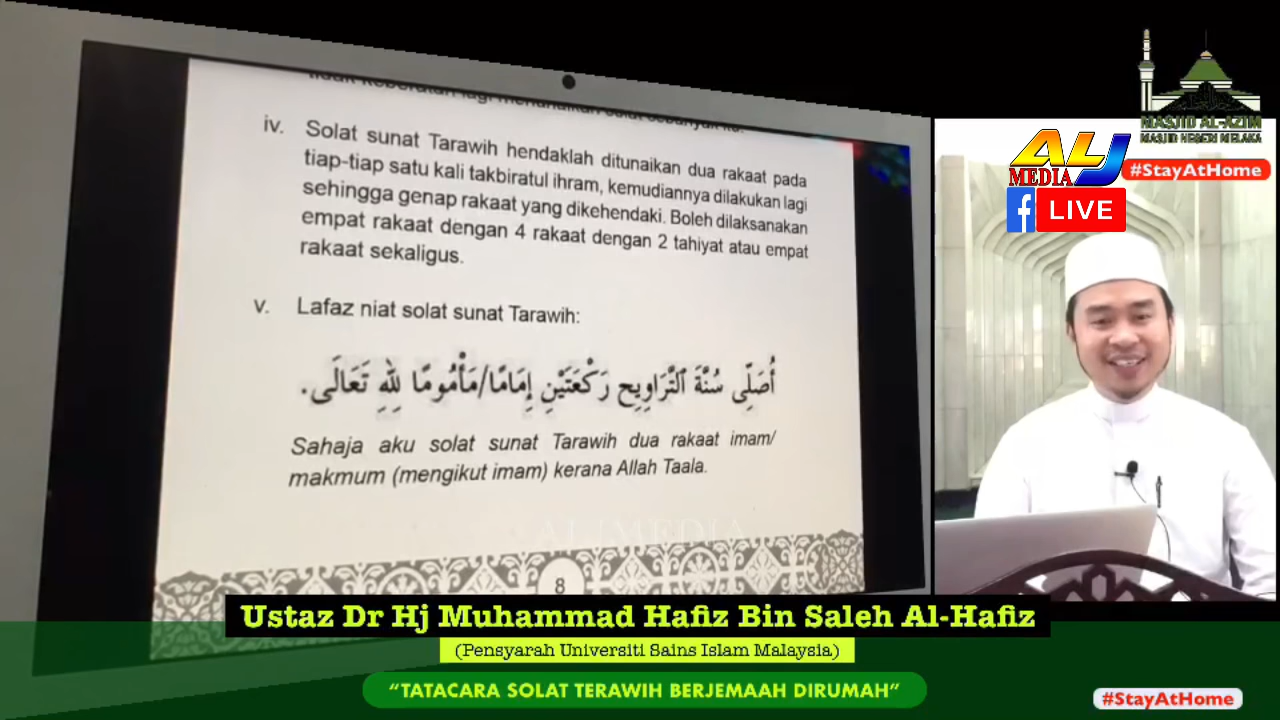 iv. Solat sunat Tarawih hendaklah ditunaikan dua rakaat pada
tiap-tiap satu kali takbiratul ihram, kemudiannya dilakukan lagi
sehingga genap rakaat yang dikehendaki. Boleh dilaksanakan
empat rakaat dengan 4 rakaat dengan 2 tahiyat atau empat
rakaat sekaligus.
v. Lafaz niat solat sunat Tarawih:
أُصَلِّى سُنَّةَ ٱلتَّرَاوِيح رَكْعَتَيْنِ إِمَامًا/مَأْمُومًا لِلهِ تَعَالَى.
Sahaja aku solat sunat Tarawih dua rakaat imam/
makmum (mengikut imam) kerana Allah Taala.
AL JMEDIA
8
MASJID AL-AZIM
MASJID NEGERI MELAKA
ALJ
MEDIA
#StayAtHome
f LIVE
Ustaz Dr Hj Muhammad Hafiz Bin Saleh Al-Hafiz
(Pensyarah Universiti Sains Islam Malaysia)
“TATACARA SOLAT TERAWIH BERJEMAAH DIRUMAH”
#StayAtHome